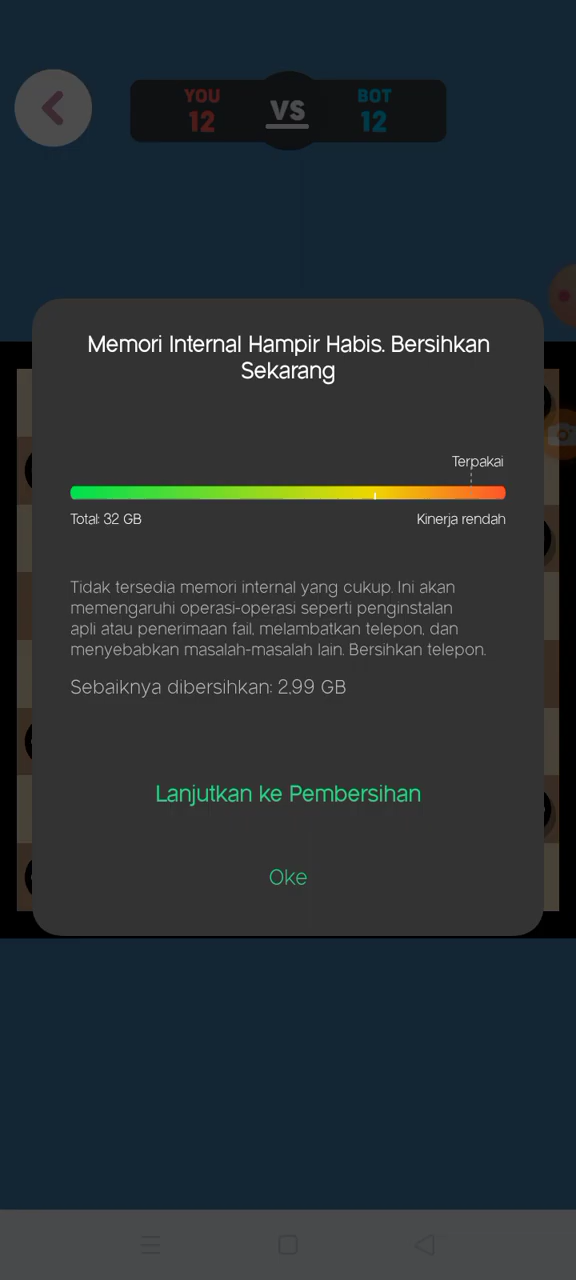 YOU
12
VS
BOT
12
Memori Internal Hampir Habis. Bersihkan
Sekarang
Terpakai
Total: 32 GB
Kinerja rendah
Tidak tersedia memori internal yang cukup. Ini akan
memengaruhi operasi-operasi seperti penginstalan
apli atau penerimaan fail, melambatkan telepon, dan
menyebabkan masalah-masalah lain. Bersihkan telepon.
Sebaiknya dibersihkan: 2,99 GB
Lanjutkan ke Pembersihan
Oke